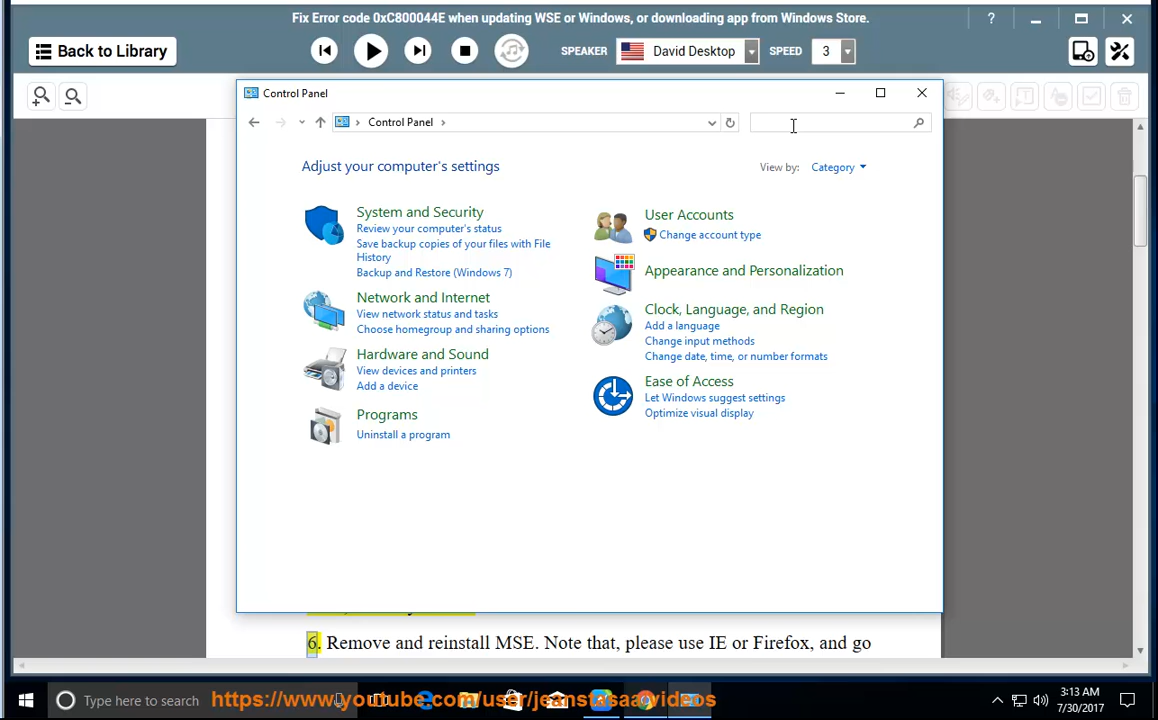 Fix Error code 0xC800044E when updating WSE or Windows, or downloading app from Windows Store.
?
Back to Library
SPEAKER David Desktop SPEED 3
Control Panel
Control Panel
Adjust your computer's settings
View by: Category
System and Security
Review your computer's status
Save backup copies of your files with File
History
Backup and Restore (Windows 7)
Network and Internet
View network status and tasks
Choose homegroup and sharing options
Hardware and Sound
View devices and printers
Add a device
Programs
Uninstall a program
User Accounts
Change account type
Appearance and Personalization
Clock, Language, and Region
Add a language
Change input methods
Change date, time, or number formats
Ease of Access
Let Windows suggest settings
Optimize visual display
6. Remove and reinstall MSE. Note that, please use IE or Firefox, and go
Type here to search
https://www.youtube.com/user/jeanstasaavideos
3:13 AM
7/30/2017